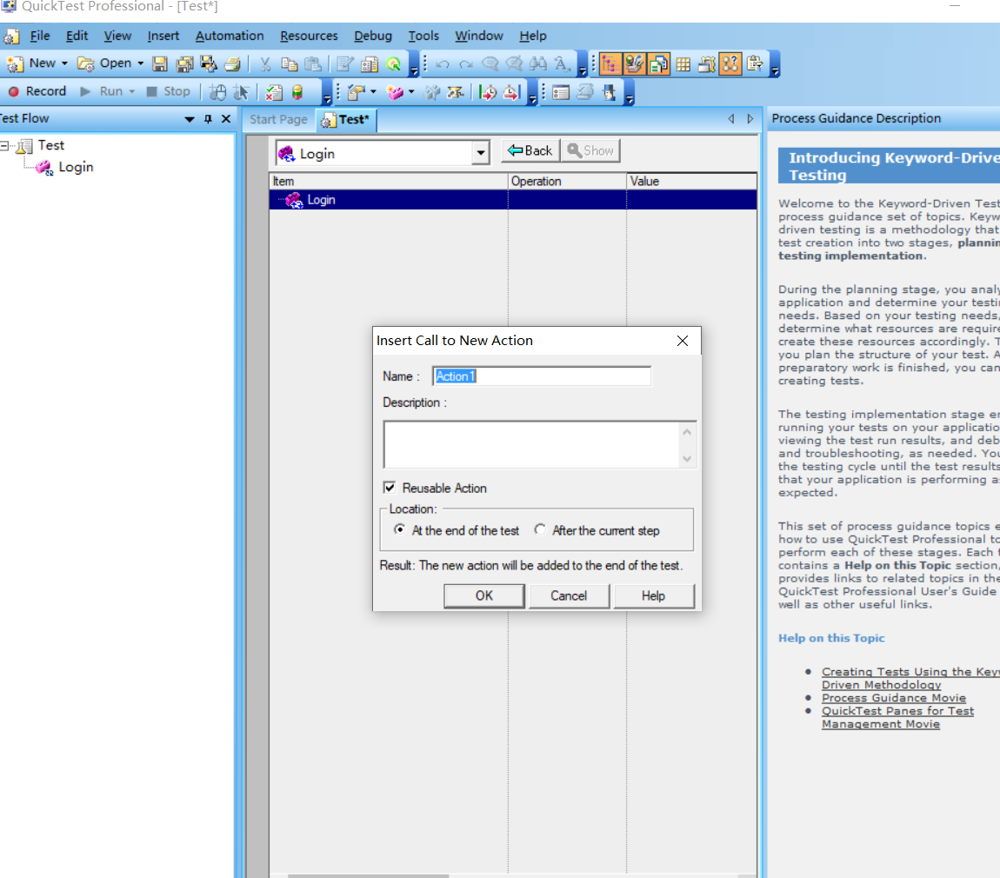 QuickTest Professional - [Test*]
File Edit View Insert Automation Resources Debug Tools Window Help
New Open
Record Run Stop
Test Flow
Start Page Test*
Process Guidance Description
Test
Login
Login Back Show
Item Operation Value
Login
Insert Call to New Action
Name : Action1
Description :
Reusable Action
Location:
At the end of the test After the current step
Result: The new action will be added to the end of the test.
OK Cancel Help
Introducing Keyword-Drive
Testing
Welcome to the Keyword-Driven Test
process guidance set of topics. Keyw
driven testing is a methodology that
test creation into two stages, plannin
testing implementation.
During the planning stage, you analy
application and determine your testi
needs. Based on your testing needs,
determine what resources are require
create these resources accordingly. T
you plan the structure of your test. A
preparatory work is finished, you can
creating tests.
The testing implementation stage en
running your tests on your applicatio
viewing the test run results, and deb
and troubleshooting, as needed. You
the testing cycle until the test results
that your application is performing as
expected.
This set of process guidance topics e
how to use QuickTest Professional to
perform each of these stages. Each t
contains a Help on this Topic section,
provides links to related topics in the
QuickTest Professional User's Guide
well as other useful links.
Help on this Topic
Creating Tests Using the Keyw
Driven Methodology
Process Guidance Movie
QuickTest Panes for Test
Management Movie